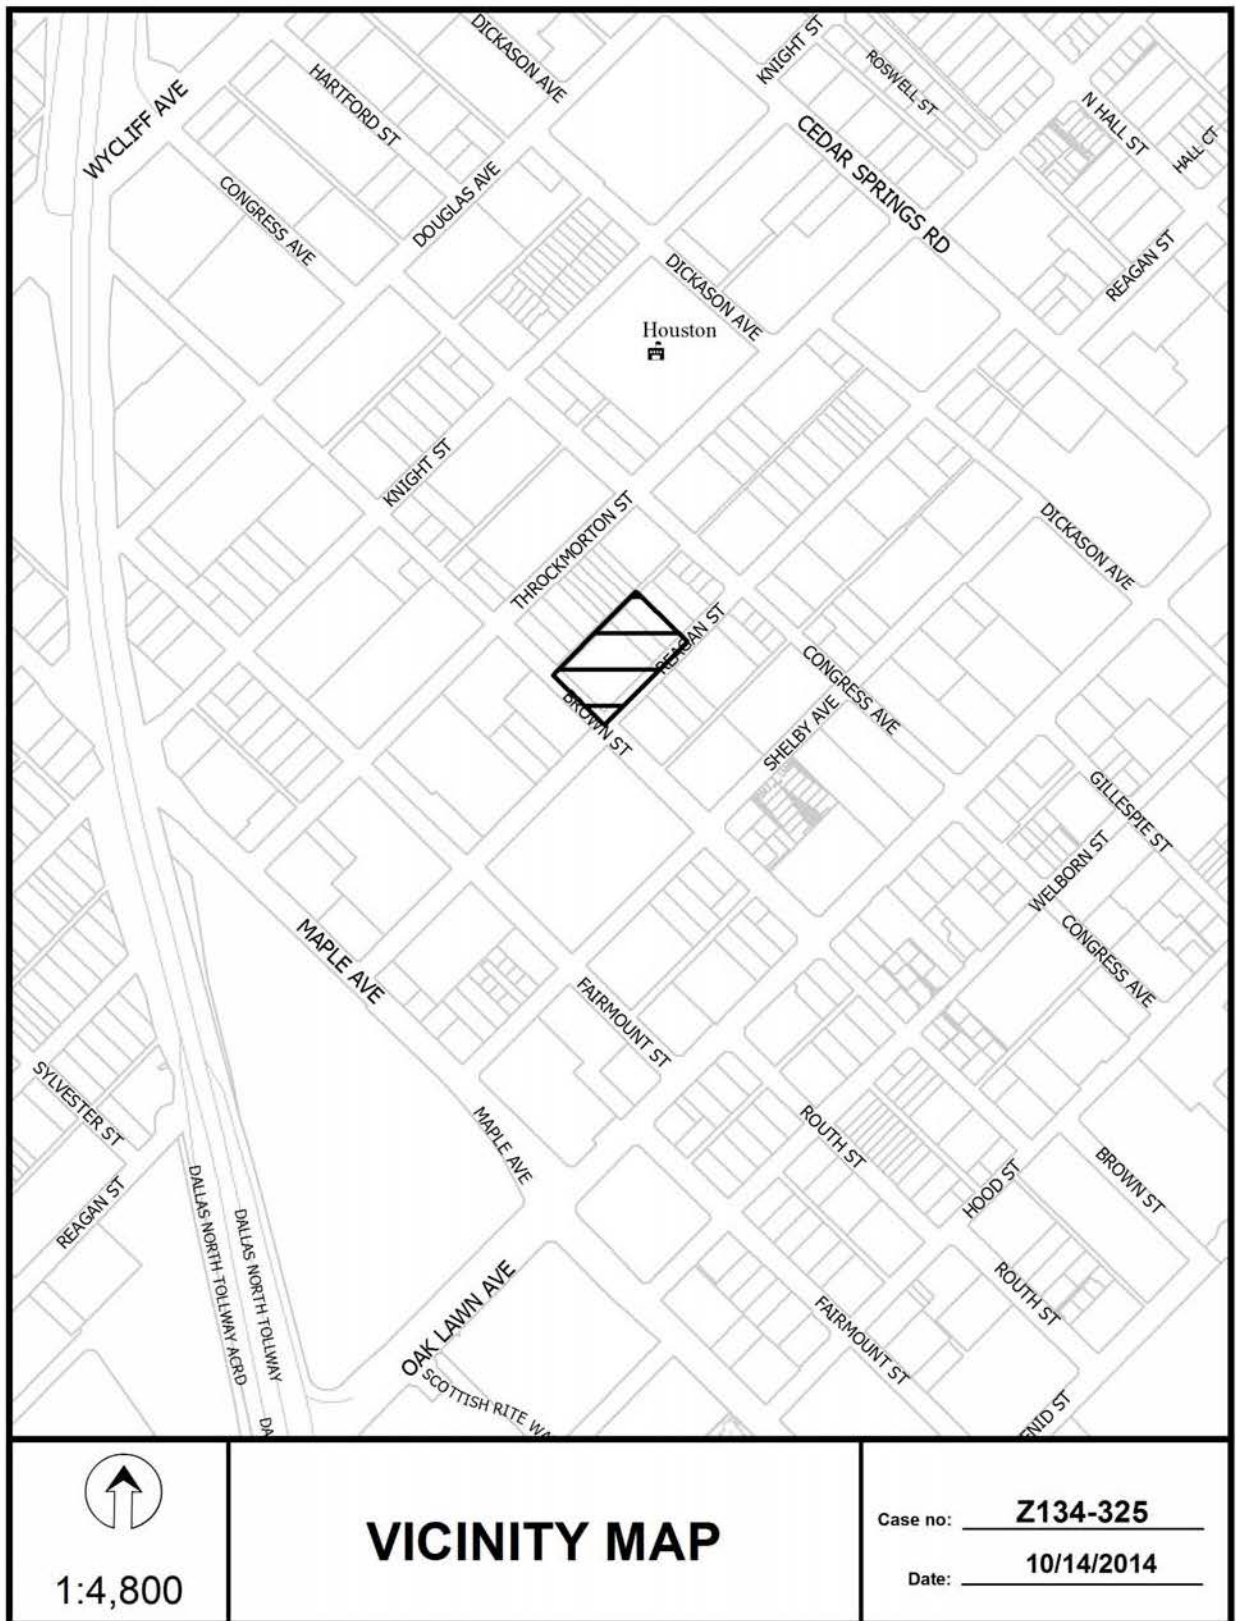 DICKASON AVE
KNIGHT ST
ROSWELL ST
HARTFORD ST
WYCLIFF AVE
N HALL ST
HALL CT
CEDAR SPRINGS RD
CONGRESS AVE
DOUGLAS AVE
REAGAN ST
DICKASON AVE
Houston
KNIGHT ST
THROCKMORTON ST
DICKASON AVE
REAGAN ST
CONGRESS AVE
BROWN ST
SHELBY AVE
GILLESPIE ST
WELBORN ST
CONGRESS AVE
MAPLE AVE
FAIRMOUNT ST
SYLVESTER ST
MAPLE AVE
ROUTH ST
BROWN ST
HOOD ST
REAGAN ST
DALLAS NORTH TOLLWAY ACRD
DALLAS NORTH TOLLWAY
OAK LAWN AVE
ROUTH ST
FAIRMOUNT ST
SCOTTISH RITE WA
ENID ST
DA
1:4,800
VICINITY MAP
Case no: Z134-325
Date: 10/14/2014